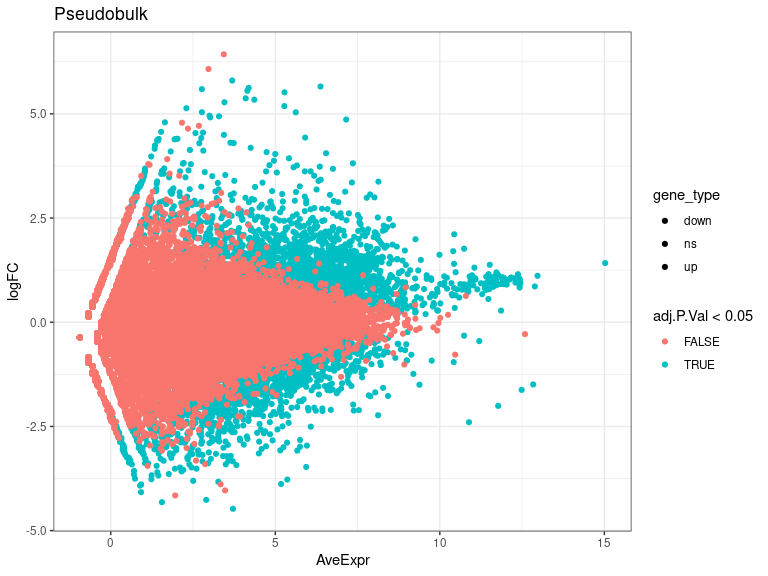 Pseudobulk
5.0
2.5
0.0
-2.5
-5.0
logFC
0
5
10
15
AveExpr
gene_type
down
ns
up
adj.P.Val < 0.05
FALSE
TRUE